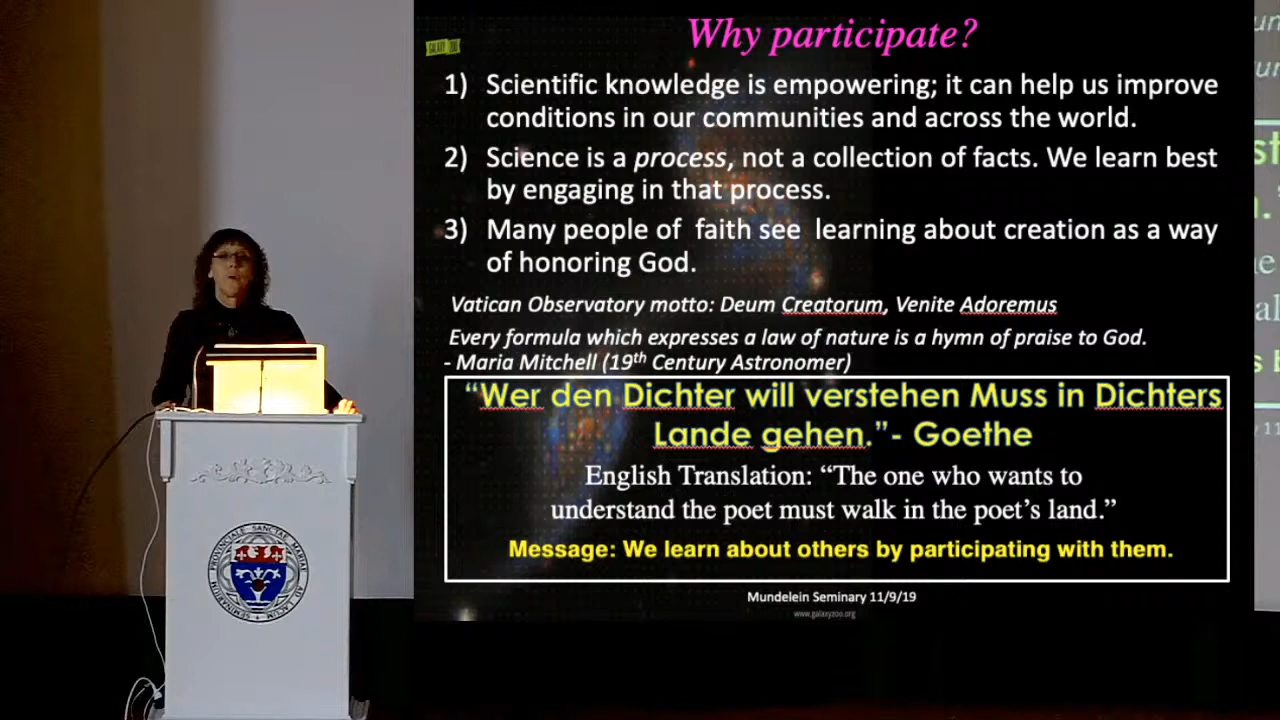 GALAXY ZOO
Why participate?
1) Scientific knowledge is empowering; it can help us improve
conditions in our communities and across the world.
2) Science is a process, not a collection of facts. We learn best
by engaging in that process.
3) Many people of faith see learning about creation as a way
of honoring God.
Vatican Observatory motto: Deum Creatorum, Venite Adoremus
Every formula which expresses a law of nature is a hymn of praise to God.
- Maria Mitchell (19th Century Astronomer)
“Wer den Dichter will verstehen Muss in Dichters
Lande gehen.”- Goethe
English Translation: “The one who wants to
understand the poet must walk in the poet’s land.”
Message: We learn about others by participating with them.
Mundelein Seminary 11/9/19
www.galaxyzoo.org